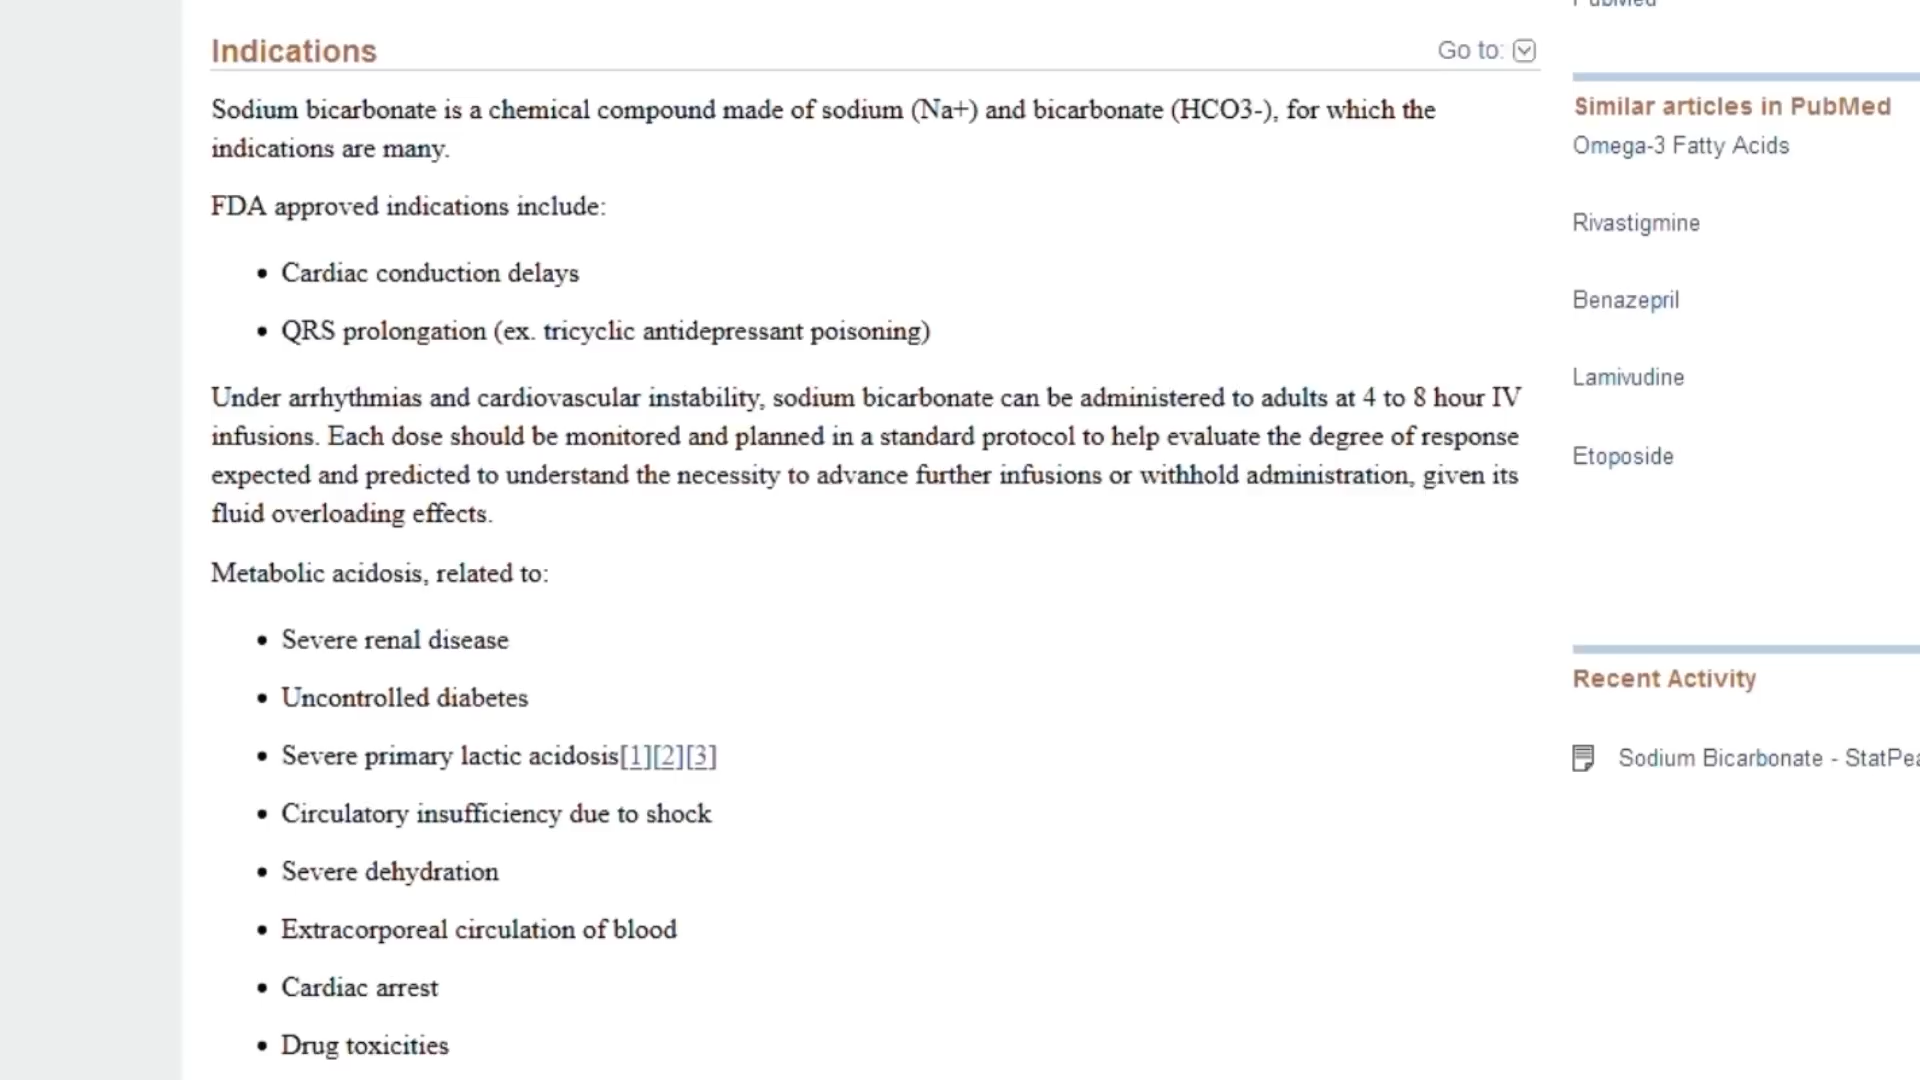 Indications
Go to:
Sodium bicarbonate is a chemical compound made of sodium (Na+) and bicarbonate (HCO3-), for which the
indications are many.
FDA approved indications include:
• Cardiac conduction delays
• QRS prolongation (ex. tricyclic antidepressant poisoning)
Under arrhythmias and cardiovascular instability, sodium bicarbonate can be administered to adults at 4 to 8 hour IV
infusions. Each dose should be monitored and planned in a standard protocol to help evaluate the degree of response
expected and predicted to understand the necessity to advance further infusions or withhold administration, given its
fluid overloading effects.
Metabolic acidosis, related to:
• Severe renal disease
• Uncontrolled diabetes
• Severe primary lactic acidosis[1][2][3]
• Circulatory insufficiency due to shock
• Severe dehydration
• Extracorporeal circulation of blood
• Cardiac arrest
• Drug toxicities
PubMed
Similar articles in PubMed
Omega-3 Fatty Acids
Rivastigmine
Benazepril
Lamivudine
Etoposide
Recent Activity
Sodium Bicarbonate - StatPea